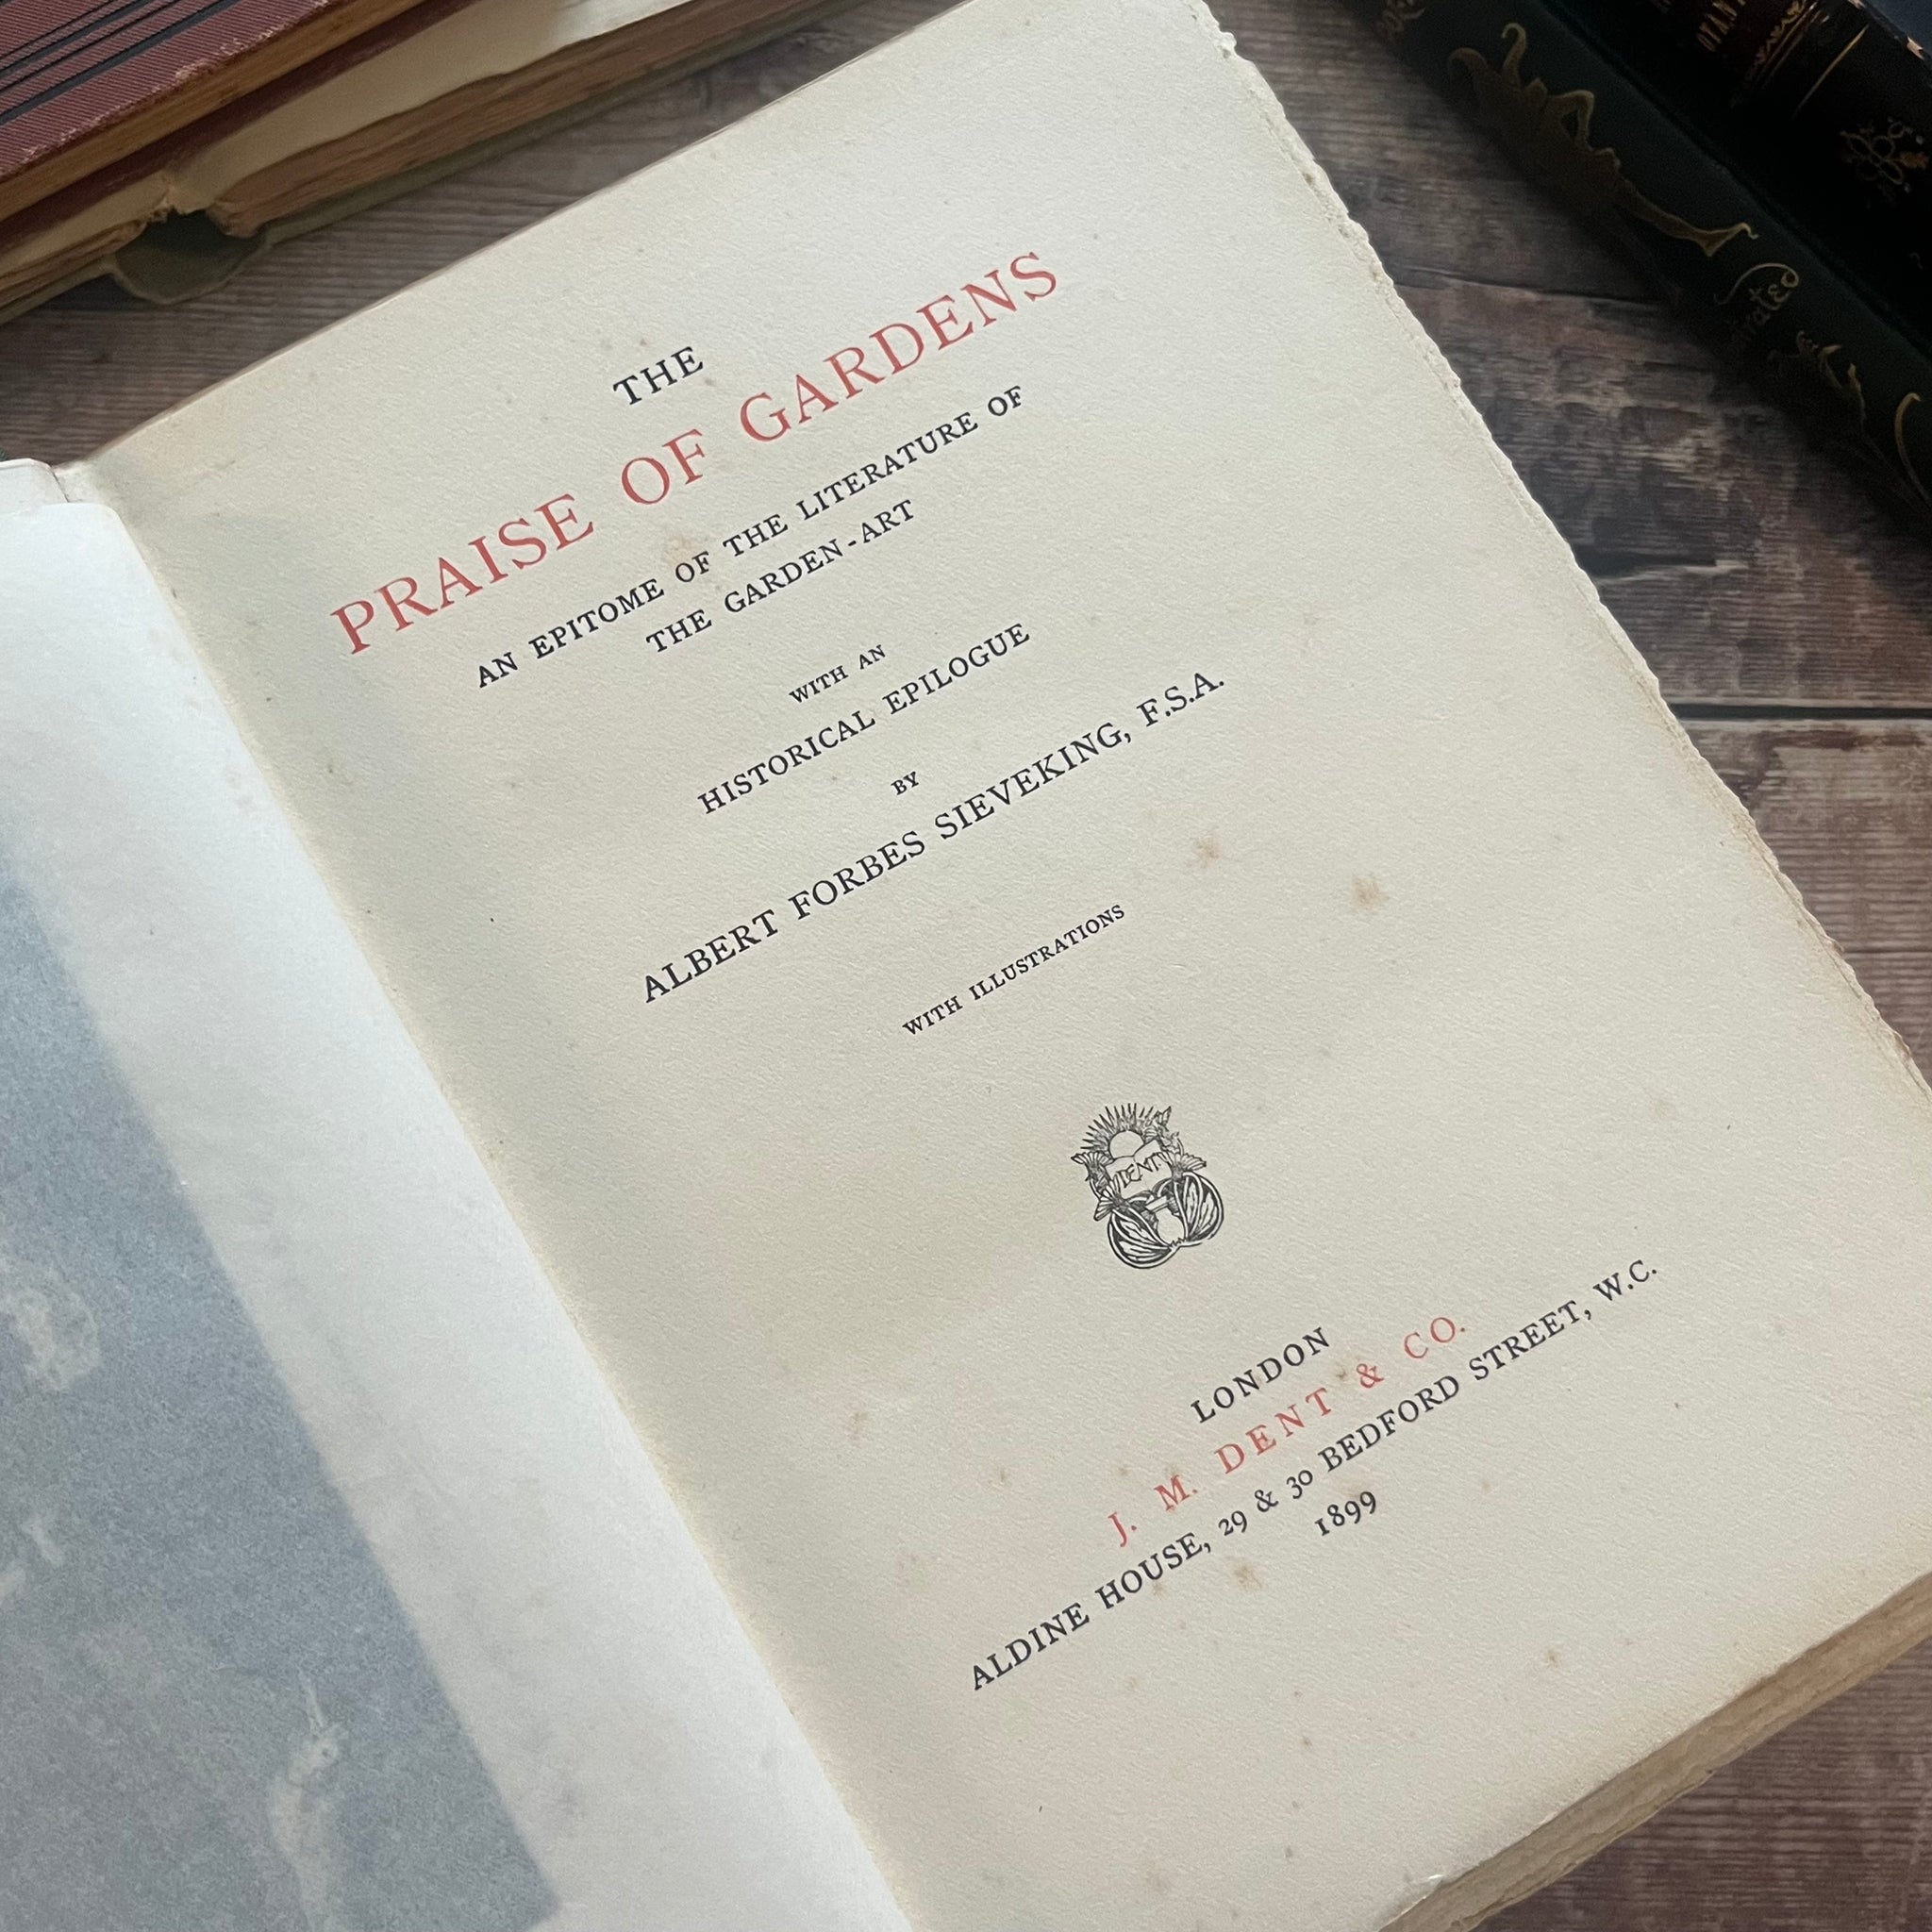 THE
PRAISE OF GARDENS
AN EPITOME OF THE LITERATURE OF
THE GARDEN-ART
WITH AN
HISTORICAL EPILOGUE
BY
ALBERT FORBES SIEVEKING, F.S.A.
WITH ILLUSTRATIONS
DENT
LONDON
J. M. DENT & CO.
ALDINE HOUSE, 29 & 30 BEDFORD STREET, W.C.
1899